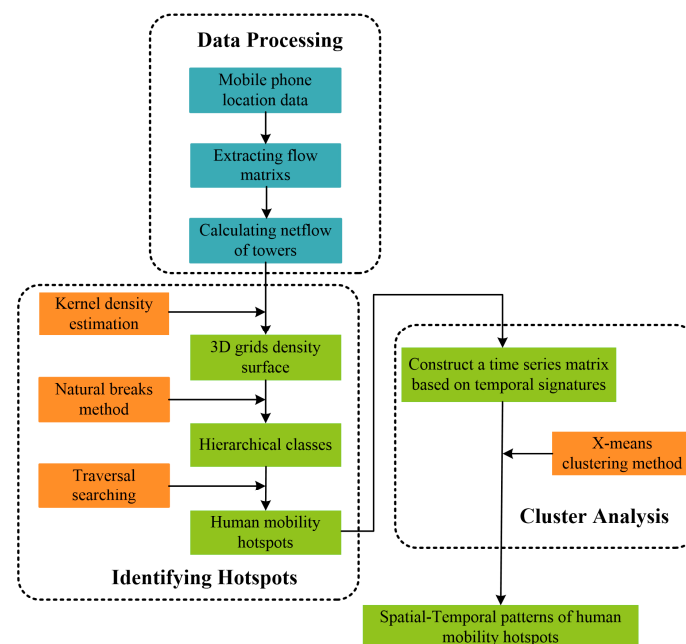 Data Processing
Mobile phone
location data
Extracting flow
matrixs
Calculating netflow
of towers
Kernel density
estimation
3D grids density
surface
Natural breaks
method
Hierarchical classes
Traversal
searching
Human mobility
hotspots
Identifying Hotspots
Construct a time series matrix
based on temporal signatures
X-means
clustering method
Cluster Analysis
Spatial-Temporal patterns of human
mobility hotspots